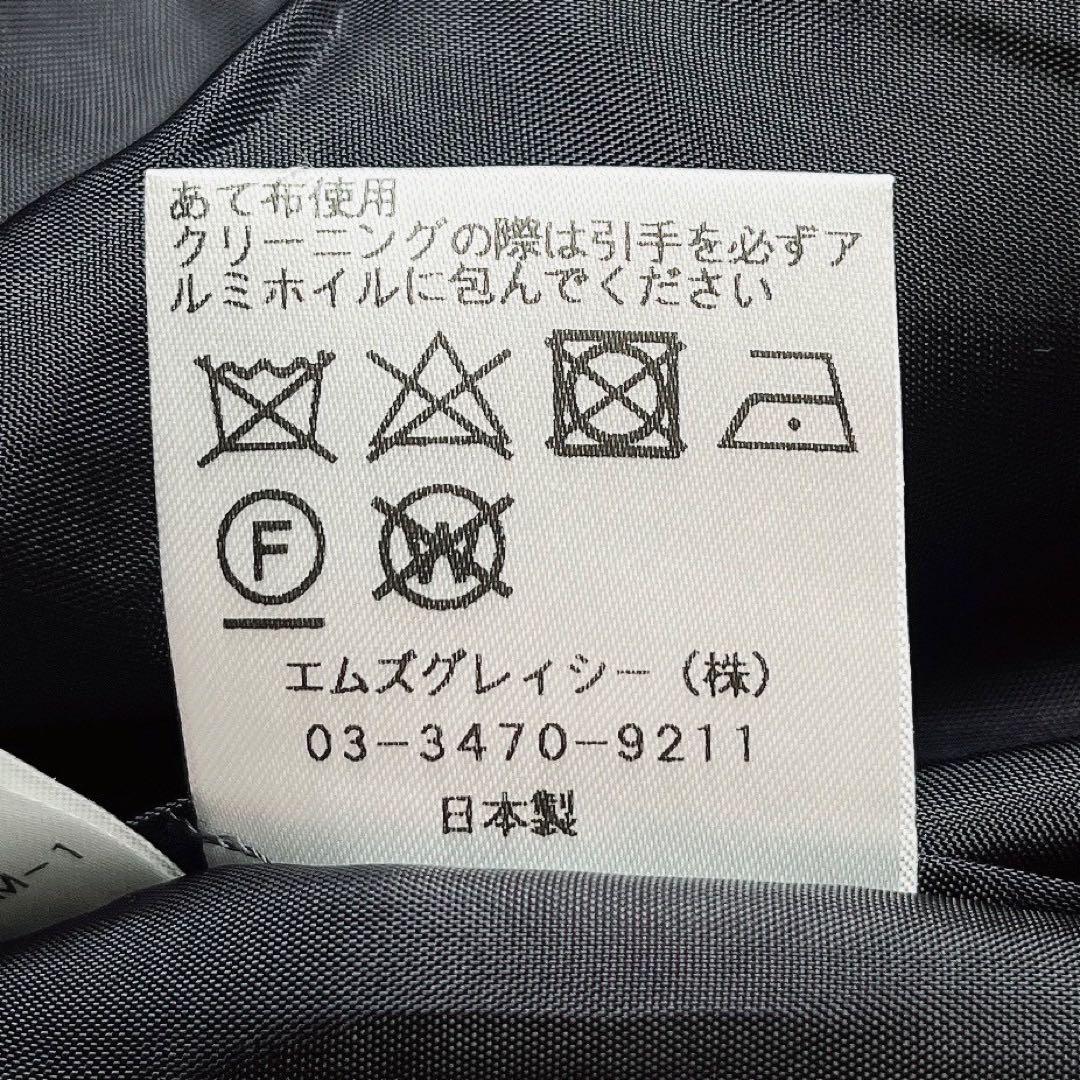 あて布使用
クリーニングの際は引手を必ずア
ルミホイルに包んでください
F
W
エムズグレイシー(株)
03-3470-9211
日本製
M-1